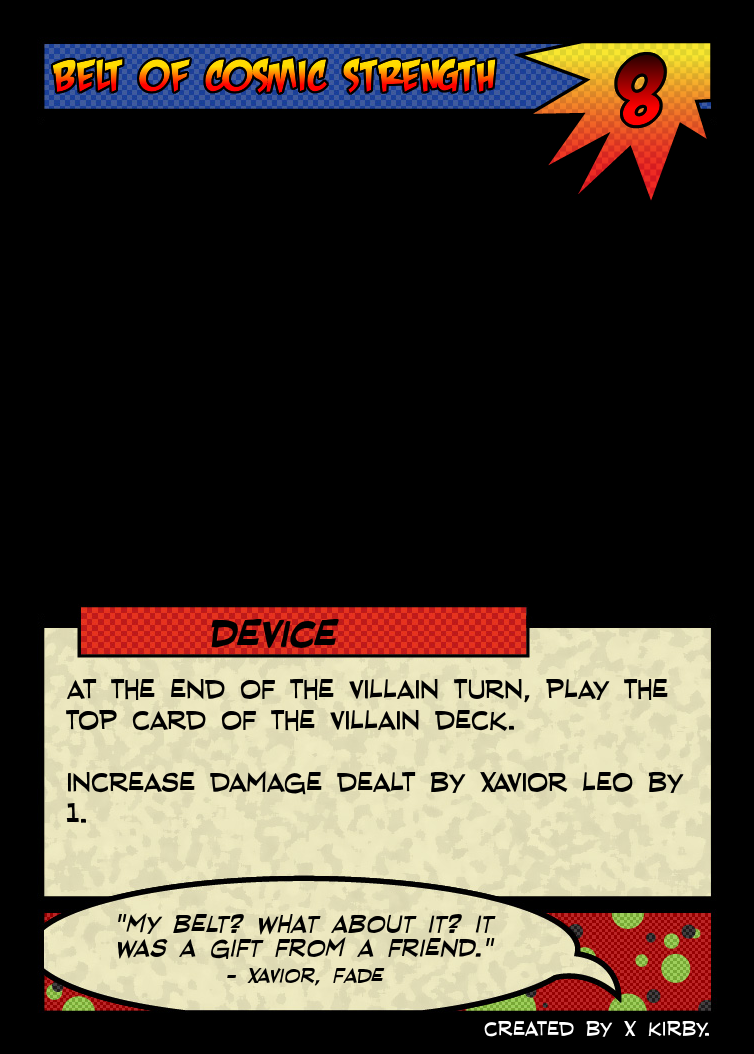 BELT OF COSMIC STRENGTH
8
DEVICE
AT THE END OF THE VILLAIN TURN, PLAY THE
TOP CARD OF THE VILLAIN DECK.
INCREASE DAMAGE DEALT BY XAVIOR LEO BY
1.
"MY BELT? WHAT ABOUT IT? IT
WAS A GIFT FROM A FRIEND."
- XAVIOR, FADE
CREATED BY X KIRBY.